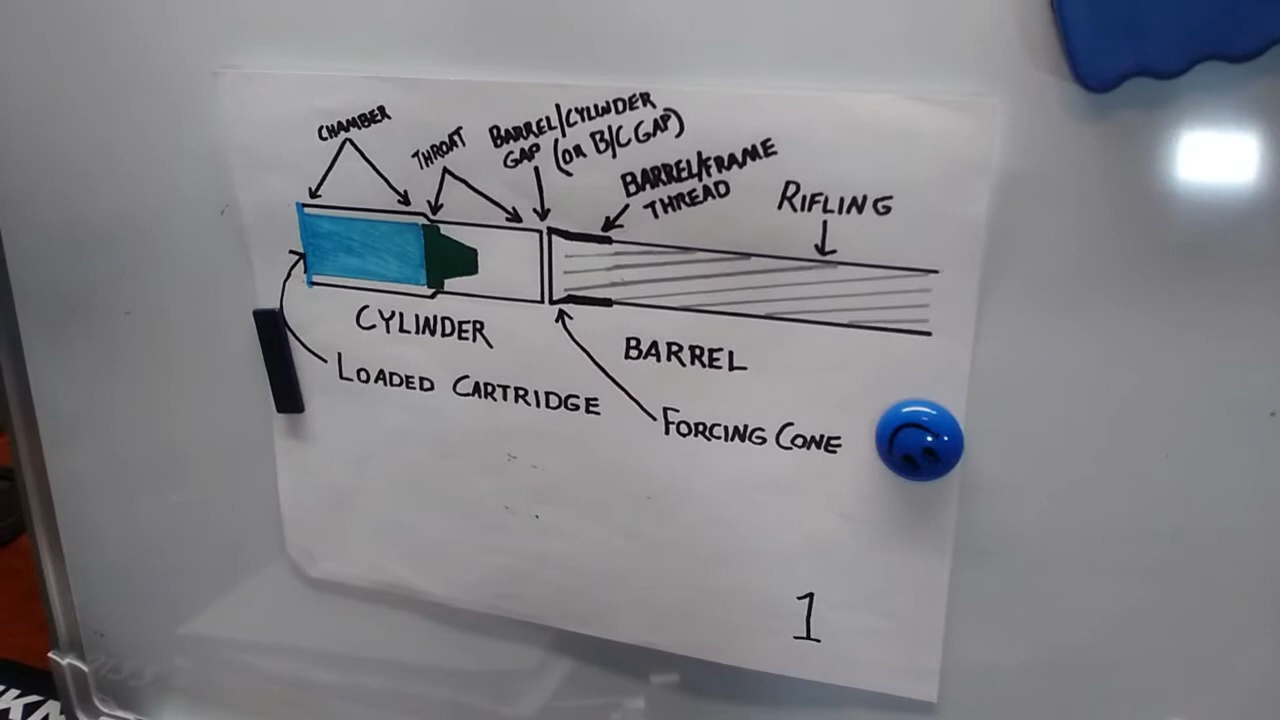 CHAMBER
THROAT
BARREL/CYLINDER
GAP (OR B/C GAP)
BARREL/FRAME
THREAD
RIFLING
CYLINDER
BARREL
LOADED CARTRIDGE
FORCING CONE
1